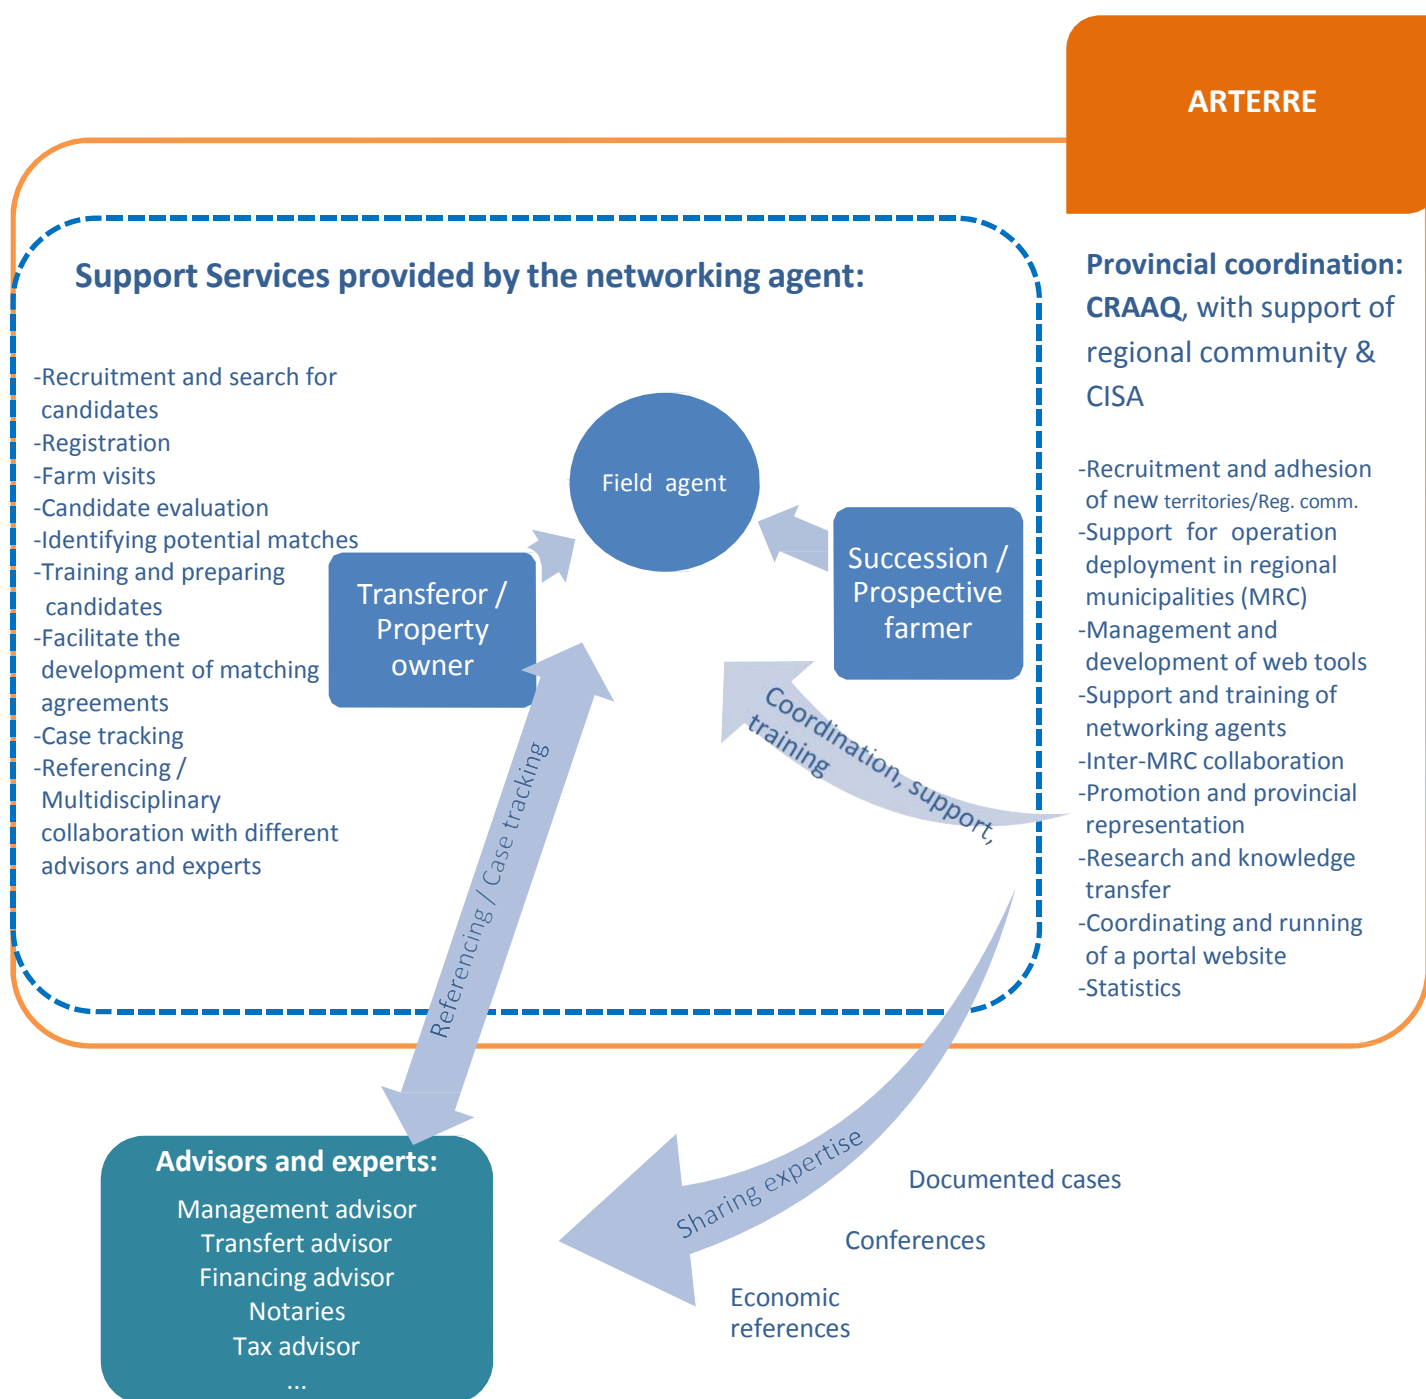 ARTERRE
Support Services provided by the networking agent:
-Recruitment and search for
candidates
-Registration
-Farm visits
-Candidate evaluation
-Identifying potential matches
-Training and preparing
candidates
-Facilitate the
development of matching
agreements
-Case tracking
-Referencing /
Multidisciplinary
collaboration with different
advisors and experts
Field agent
Transferor /
Property
owner
Succession /
Prospective
farmer
Provincial coordination:
CRAAQ, with support of
regional community &
CISA
-Recruitment and adhesion
of new territories/Reg. comm.
-Support for operation
deployment in regional
municipalities (MRC)
-Management and
development of web tools
-Support and training of
networking agents
-Inter-MRC collaboration
-Promotion and provincial
representation
-Research and knowledge
transfer
-Coordinating and running
of a portal website
-Statistics
Coordination, support,
training
Referencing / Case tracking
Sharing expertise
Documented cases
Conferences
Economic
references
Advisors and experts:
Management advisor
Transfert advisor
Financing advisor
Notaries
Tax advisor
...